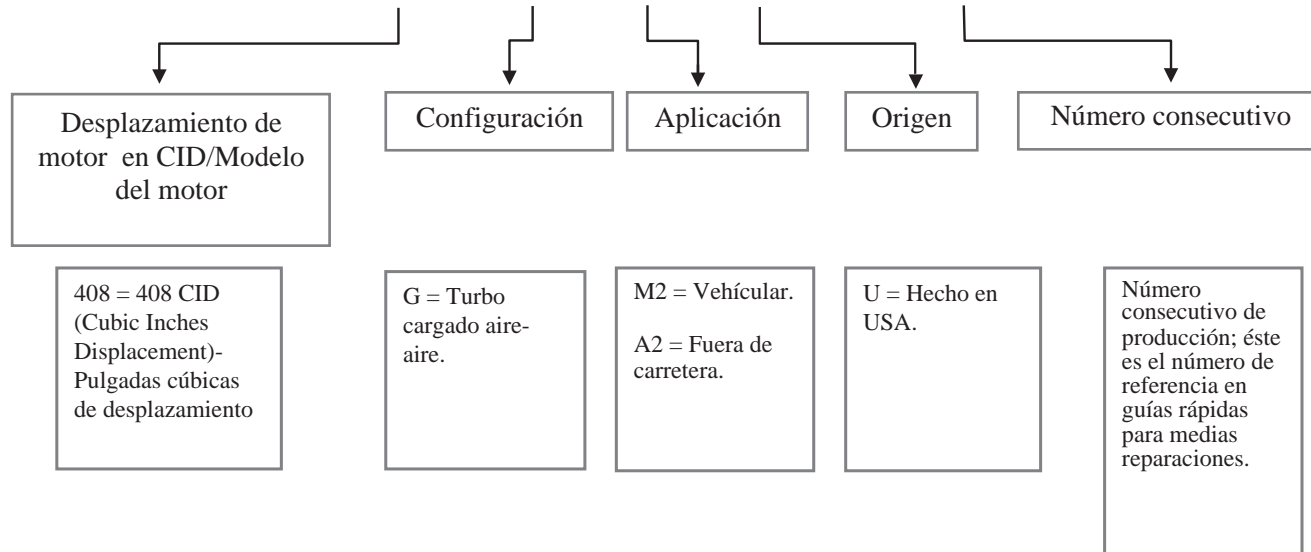 Desplazamiento de
motor en CID/Modelo
del motor
Configuración
Aplicación
Origen
Número consecutivo
408 = 408 CID
(Cubic Inches
Displacement)-
Pulgadas cúbicas
de desplazamiento
G = Turbo
cargado aire-
aire.
M2 = Vehícular.
A2 = Fuera de
carretera.
U = Hecho en
USA.
Número
consecutivo de
producción; éste
es el número de
referencia en
guías rápidas
para medias
reparaciones.